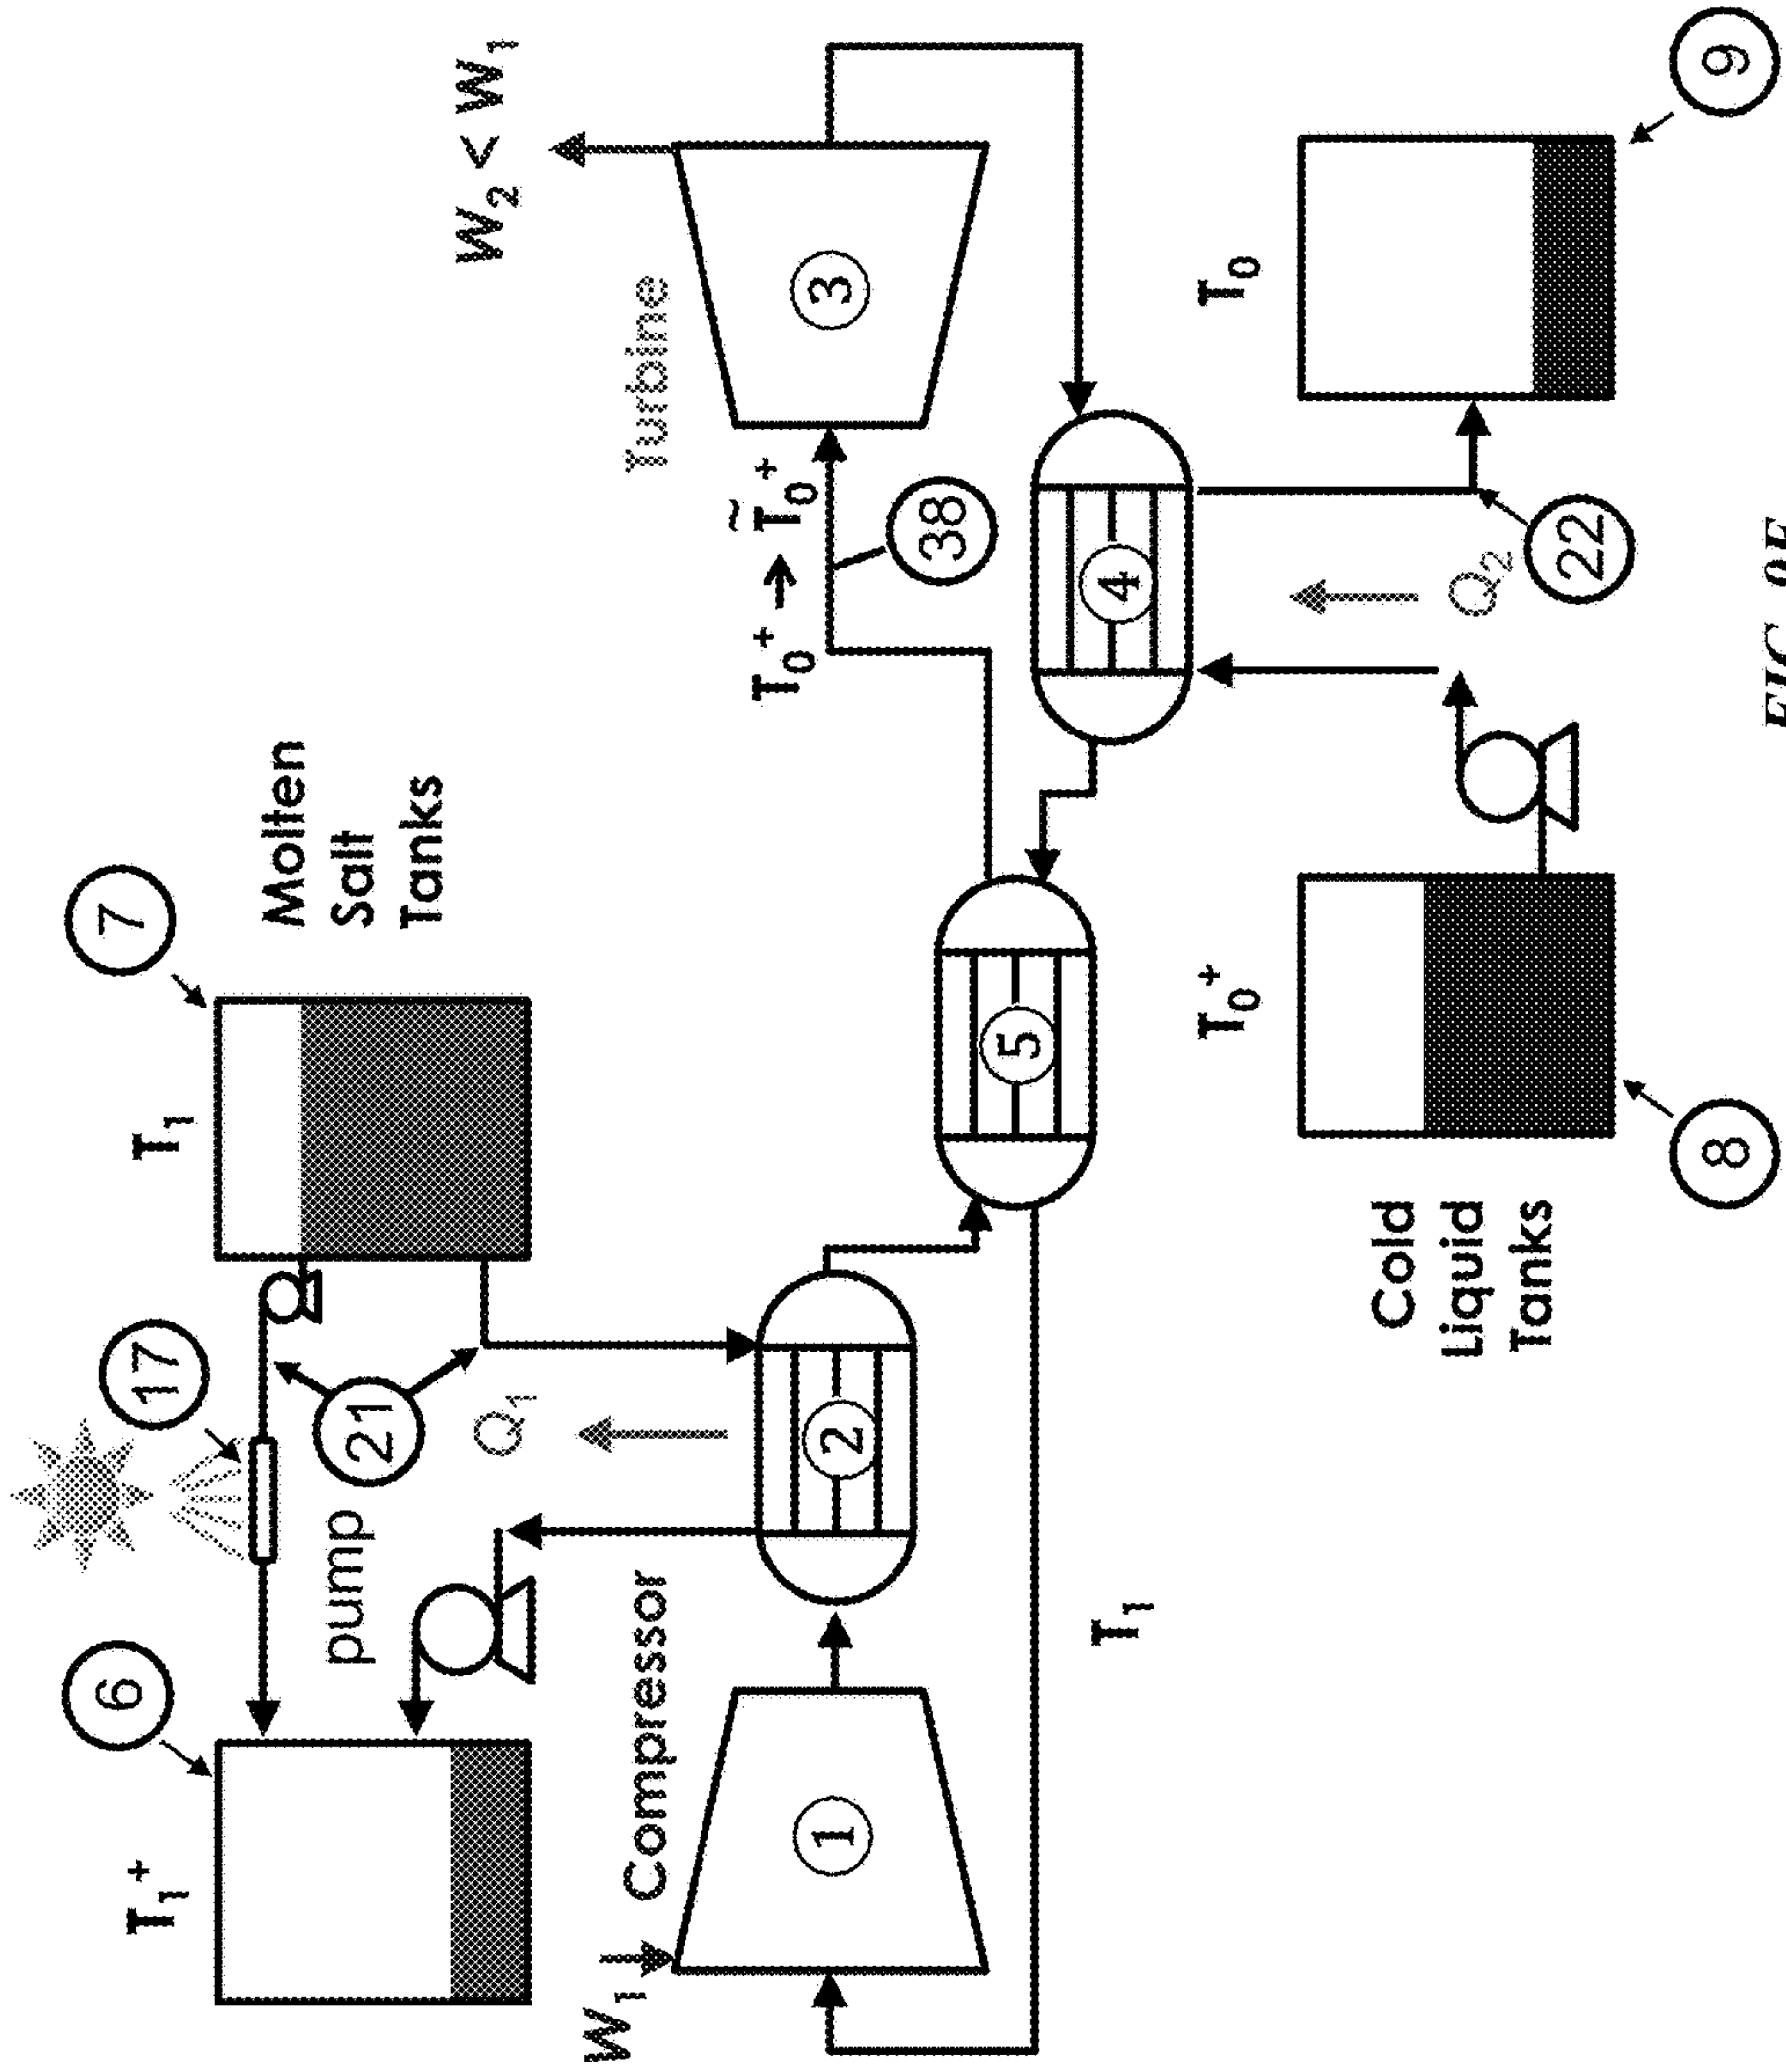 6
17
7
T₁⁺
T₁
Molten
Salt
Tanks
pump
21
Q₁
W₂ < W₁
W₁
Compressor
Turbine
T₀⁺ → T̃₀⁺
1
2
3
38
5
4
T₁
T₀⁺
T₀
Cold
Liquid
Tanks
Q₂
22
8
9
FIG.